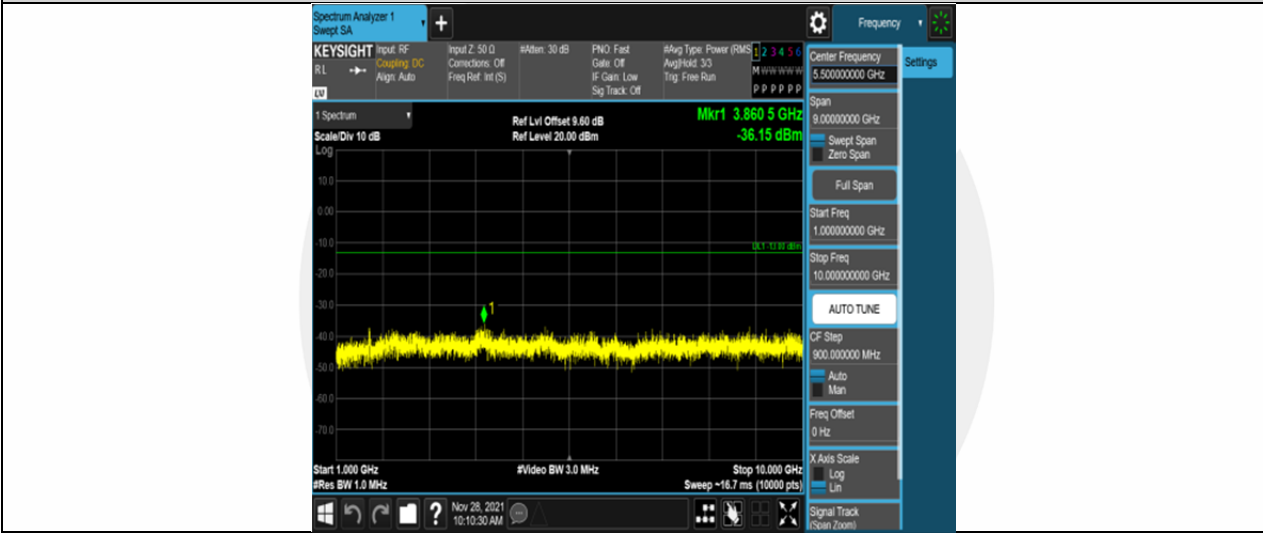 Spectrum Analyzer 1
Swept SA
+
Frequency
KEYSIGHT
RL
LV
Input: RF
Coupling: DC
Align: Auto
Input Z: 50 Ω
Corrections: Off
Freq Ref: Int (S)
#Atten: 30 dB
PNO: Fast
Gate: Off
IF Gain: Low
Sig Track: Off
#Avg Type: Power (RMS
Avg|Hold: 3/3
Trig: Free Run
1 2 3 4 5 6
M W W W W W
P P P P P P
1 Spectrum
Scale/Div 10 dB
Log
Ref Lvl Offset 9.60 dB
Ref Level 20.00 dBm
Mkr1 3.860 5 GHz
-36.15 dBm
10.0
0.00
-10.0
-20.0
-30.0
-40.0
-50.0
-60.0
-70.0
DL1 -13.00 dBm
1
Start 1.000 GHz
#Res BW 1.0 MHz
#Video BW 3.0 MHz
Stop 10.000 GHz
Sweep ~16.7 ms (10000 pts)
?
Nov 28, 2021
10:10:30 AM
Center Frequency
5.500000000 GHz
Span
9.00000000 GHz
Swept Span
Zero Span
Full Span
Start Freq
1.000000000 GHz
Stop Freq
10.000000000 GHz
AUTO TUNE
CF Step
900.000000 MHz
Auto
Man
Freq Offset
0 Hz
X Axis Scale
Log
Lin
Signal Track
(Span Zoom)
Settings